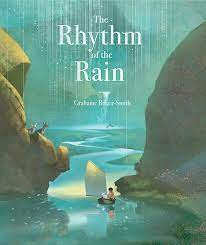 The
Rhythm
of the
Rain
Grahame Baker-Smith